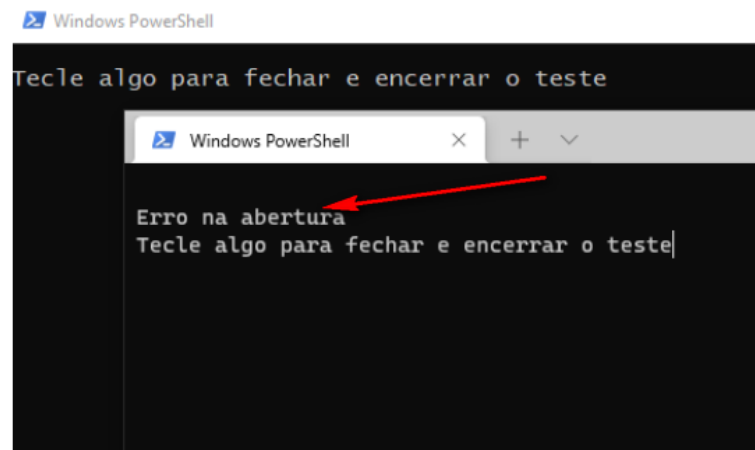 Windows PowerShell
Tecle algo para fechar e encerrar o teste
Windows PowerShell
Erro na abertura
Tecle algo para fechar e encerrar o teste